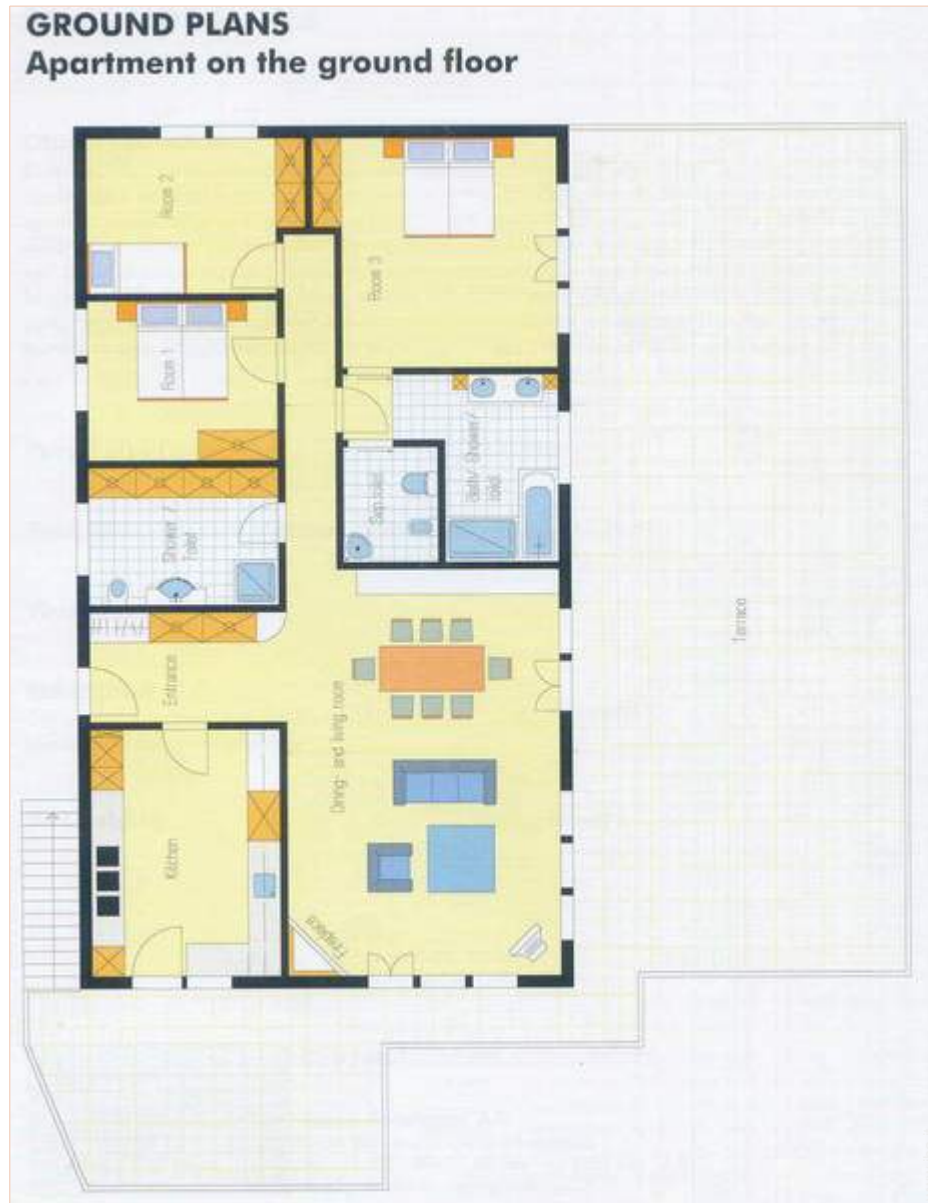 GROUND PLANS
Apartment on the ground floor
Room 2
Room 3
Room 1
Bath/ Shower/
toilet
Sep.toilet
Shower /
Toilet
Terrace
Entrance
Dining- and living room
Kitchen
Fireplace